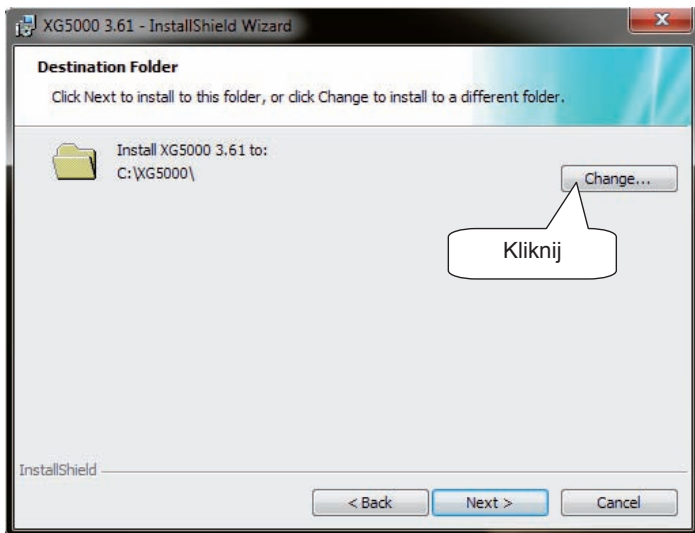 XG5000 3.61 - InstallShield Wizard
Destination Folder
Click Next to install to this folder, or click Change to install to a different folder.
Install XG5000 3.61 to:
C:\XG5000\
Change...
Kliknij
InstallShield
< Back
Next >
Cancel